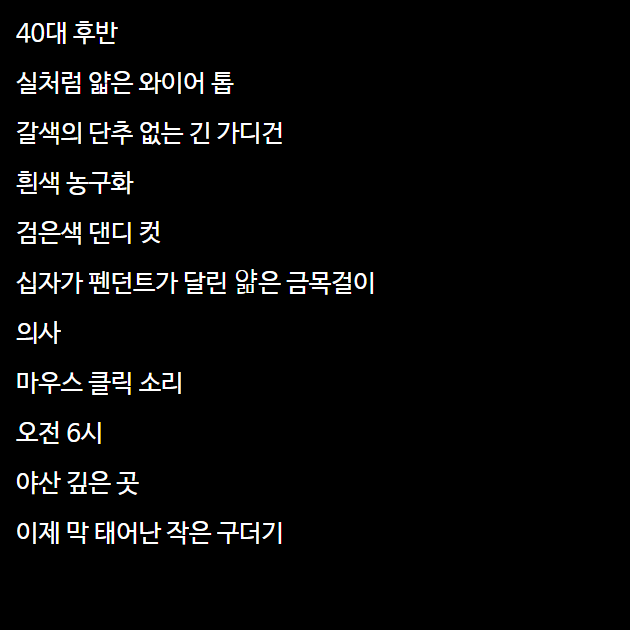 40대 후반
실처럼 얇은 와이어 톱
갈색의 단추 없는 긴 가디건
흰색 농구화
검은색 댄디 컷
십자가 펜던트가 달린 얆은 금목걸이
의사
마우스 클릭 소리
오전 6시
야산 깊은 곳
이제 막 태어난 작은 구더기